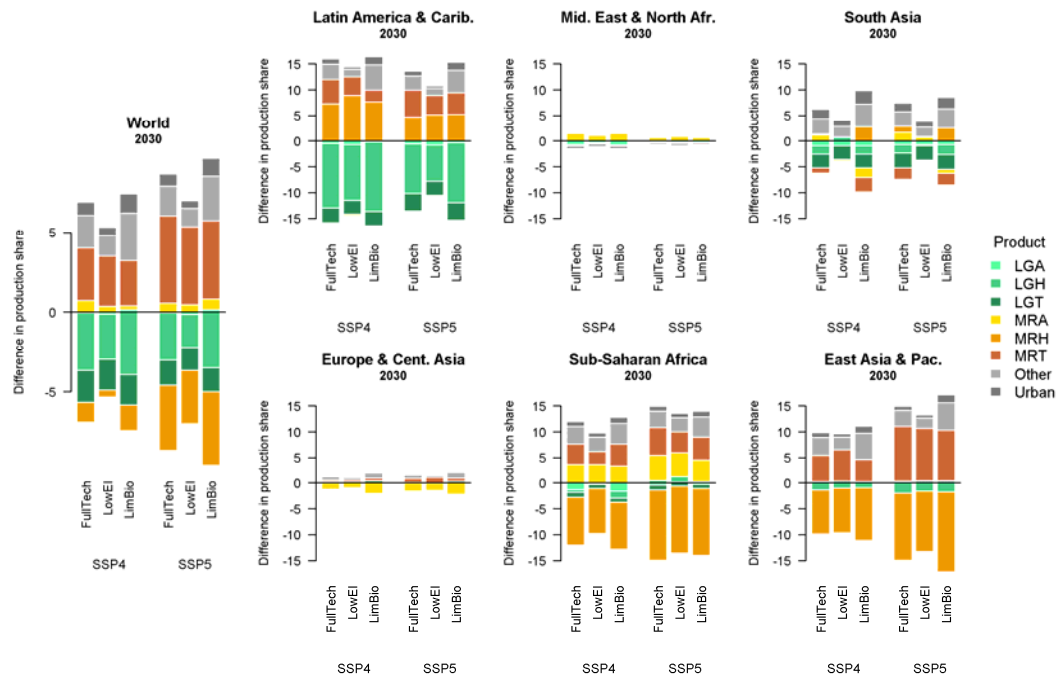 Latin America & Carib.
2030
Mid. East & North Afr.
2030
South Asia
2030
Difference in production share
15
10
5
0
-5
-10
-15
FullTech
LowEI
LimBio
FullTech
LowEI
LimBio
SSP4
SSP5
Difference in production share
15
10
5
0
-5
-10
-15
FullTech
LowEI
LimBio
FullTech
LowEI
LimBio
SSP4
SSP5
Difference in production share
15
10
5
0
-5
-10
-15
FullTech
LowEI
LimBio
FullTech
LowEI
LimBio
SSP4
SSP5
World
2030
Difference in production share
5
0
-5
FullTech
LowEI
LimBio
FullTech
LowEI
LimBio
SSP4
SSP5
Product
LGA
LGH
LGT
MRA
MRH
MRT
Other
Urban
Europe & Cent. Asia
2030
Sub-Saharan Africa
2030
East Asia & Pac.
2030
Difference in production share
15
10
5
0
-5
-10
-15
FullTech
LowEI
LimBio
FullTech
LowEI
LimBio
SSP4
SSP5
Difference in production share
15
10
5
0
-5
-10
-15
FullTech
LowEI
LimBio
FullTech
LowEI
LimBio
SSP4
SSP5
Difference in production share
15
10
5
0
-5
-10
-15
FullTech
LowEI
LimBio
FullTech
LowEI
LimBio
SSP4
SSP5